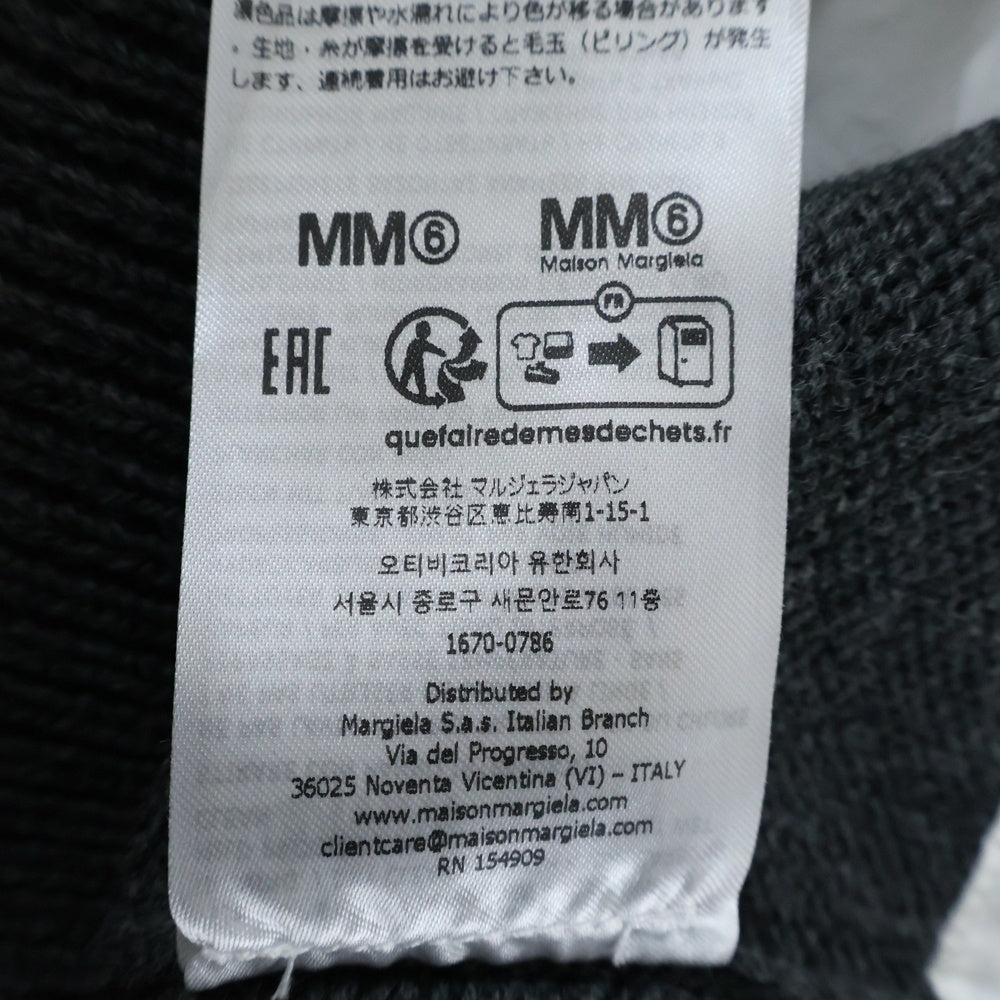 濃色品は摩擦や水濡れにより色が移る場合があります
・生地・糸が摩擦を受けると毛玉（ピリング）が発生
します、連続着用はお避け下さい。
MM⑥
MM⑥
Maison Margiela
EAC
FR
quefairedemesdechets.fr
株式会社 マルジェラジャパン
東京都渋谷区恵比寿南1-15-1
오티비코리아 유한회사
서울시 종로구 새문안로76 11층
1670-0786
Distributed by
Margiela S.a.s. Italian Branch
Via del Progresso, 10
36025 Noventa Vicentina (VI) – ITALY
www.maisonmargiela.com
clientcare@maisonmargiela.com
RN 154909